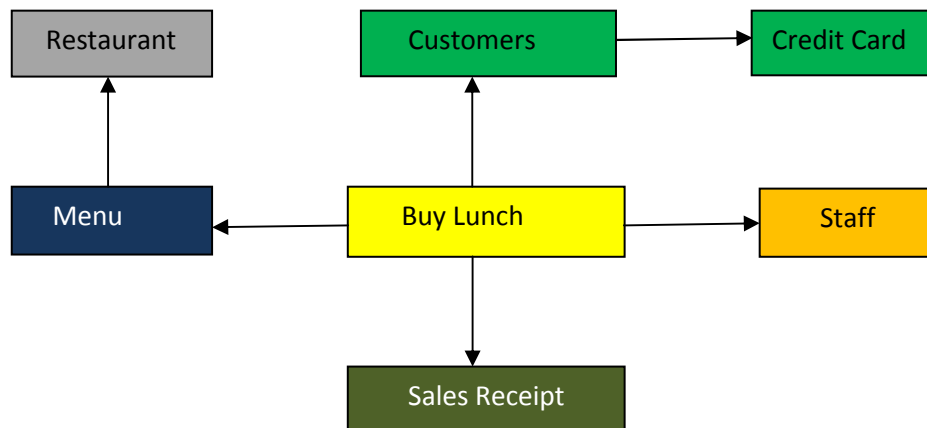 Restaurant
Customers
Credit Card
Menu
Buy Lunch
Staff
Sales Receipt